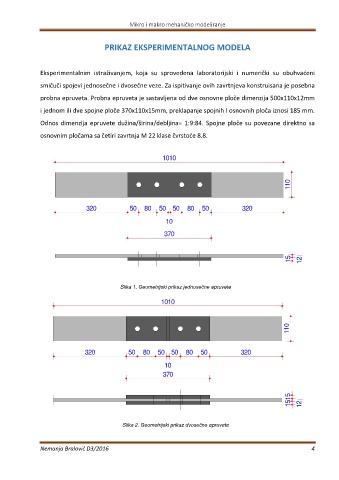 Mikro i makro mehaničko modeliranje
PRIKAZ EKSPERIMENTALNOG MODELA
Eksperimentalnim istraživanjem, koja su sprovedena laboratorijski i numerički su obuhvaćeni
smičući spojevi jednosečne i dvosečne veze. Za ispitivanje ovih zavrtnjeva konstruisana je posebna
probna epruveta. Probna epruveta je sastavljena od dve osnovne ploče dimenzija 500x110x12mm
i jednom ili dve spojne ploče 370x110x15mm, preklapanje spojnih i osnovnih ploča iznosi 185 mm.
Odnos dimenzija epruvete dužina/širina/debljina= 1:9:84. Spojne ploče su povezane direktno sa
osnovnim pločama sa četiri zavrtnja M 22 klase čvrstoće 8.8.
1010
110
320 50 80 50 50 80 50 320
10
370
15
12
Slika 1. Geometrijski prikaz jednosečne epruvete
1010
110
320 50 80 50 50 80 50 320
10
370
1515
12
Slika 2. Geometrijski prikaz dvosečne epruvete
Nemanja Bralović D3/2016 4